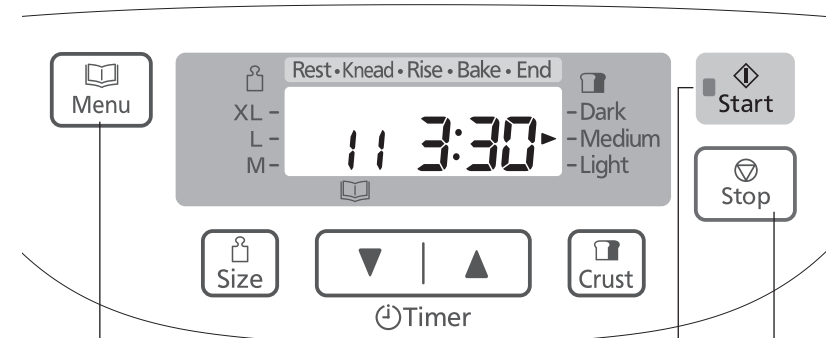 Menu
Rest • Knead • Rise • Bake • End
XL –
L –
M –
11 3:30
– Dark
– Medium
– Light
Start
Stop
Size
Timer
Crust